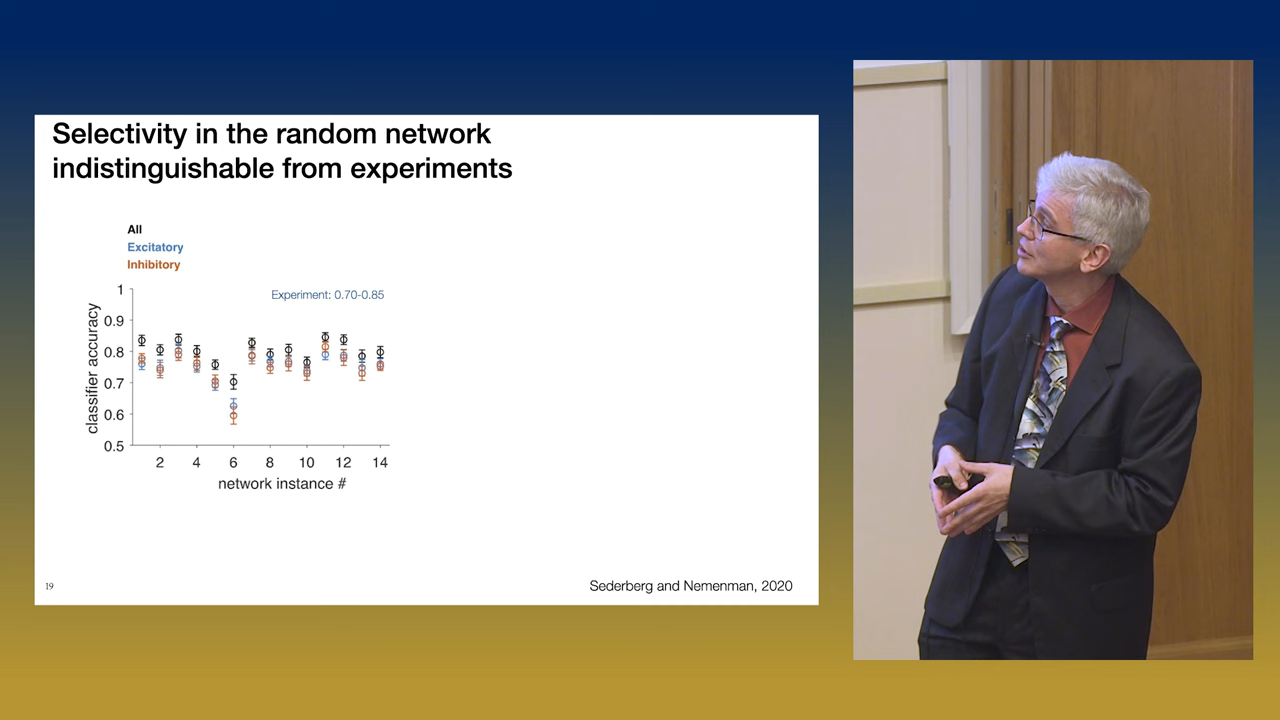 Selectivity in the random network
indistinguishable from experiments
All
Excitatory
Inhibitory
Experiment: 0.70-0.85
1
0.9
0.8
0.7
0.6
0.5
classifier accuracy
2 4 6 8 10 12 14
network instance #
19
Sederberg and Nemenman, 2020